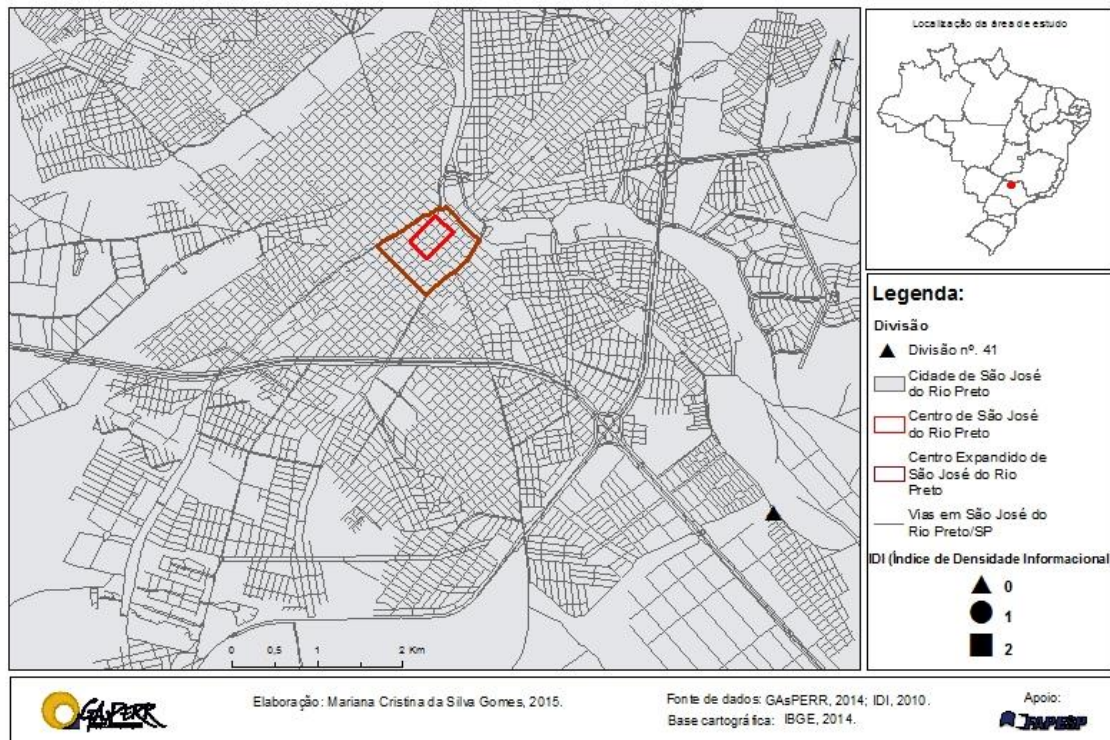 Localização da área de estudo
Legenda:
Divisão
Divisão nº. 41
Cidade de São José
do Rio Preto
Centro de São José
do Rio Preto
Centro Expandido de
São José do Rio
Preto
Vias em São José do
Rio Preto/SP
IDI (Índice de Densidade Informacional
0
1
2
0 0,5 1 2 Km
GAsPERR
Elaboração: Mariana Cristina da Silva Gomes, 2015.
Fonte de dados: GAsPERR, 2014; IDI, 2010.
Base cartográfica: IBGE, 2014.
Apoio:
FAPESP